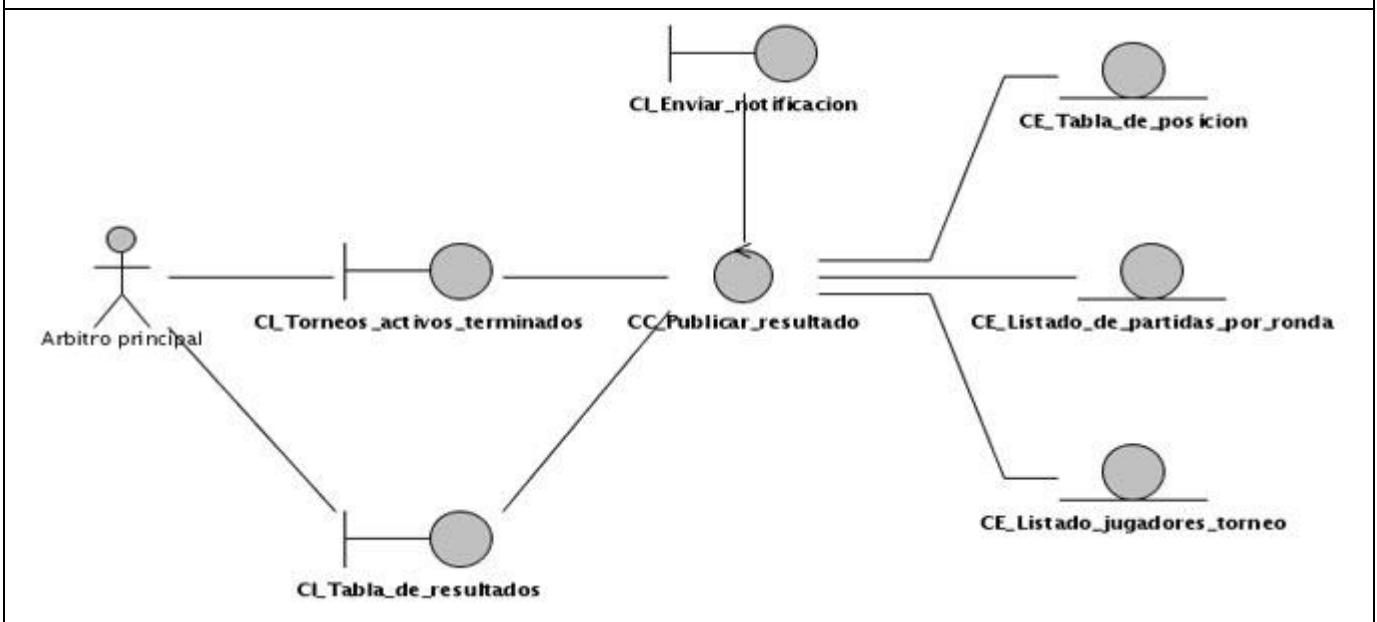 CI_Enviar_notificacion
CE_Tabla_de_posicion
Arbitro principal
CI_Torneos_activos_terminados
CC_Publicar_resultado
CE_Listado_de_partidas_por_ronda
CE_Listado_jugadores_torneo
CI_Tabla_de_resultados